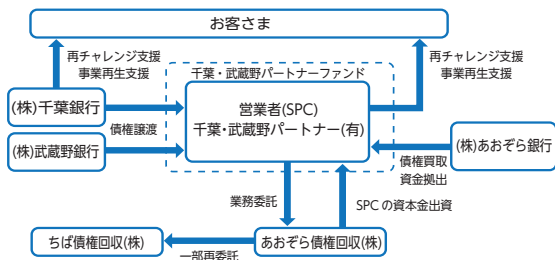 お客さま
再チャレンジ支援
事業再生支援
再チャレンジ支援
事業再生支援
千葉・武蔵野パートナーファンド
(株)千葉銀行
営業者(SPC)
千葉・武蔵野パートナー(有)
債権譲渡
(株)武蔵野銀行
(株)あおぞら銀行
債権買取
資金拠出
業務委託
SPCの資本金出資
ちば債権回収(株)
一部再委託
あおぞら債権回収(株)